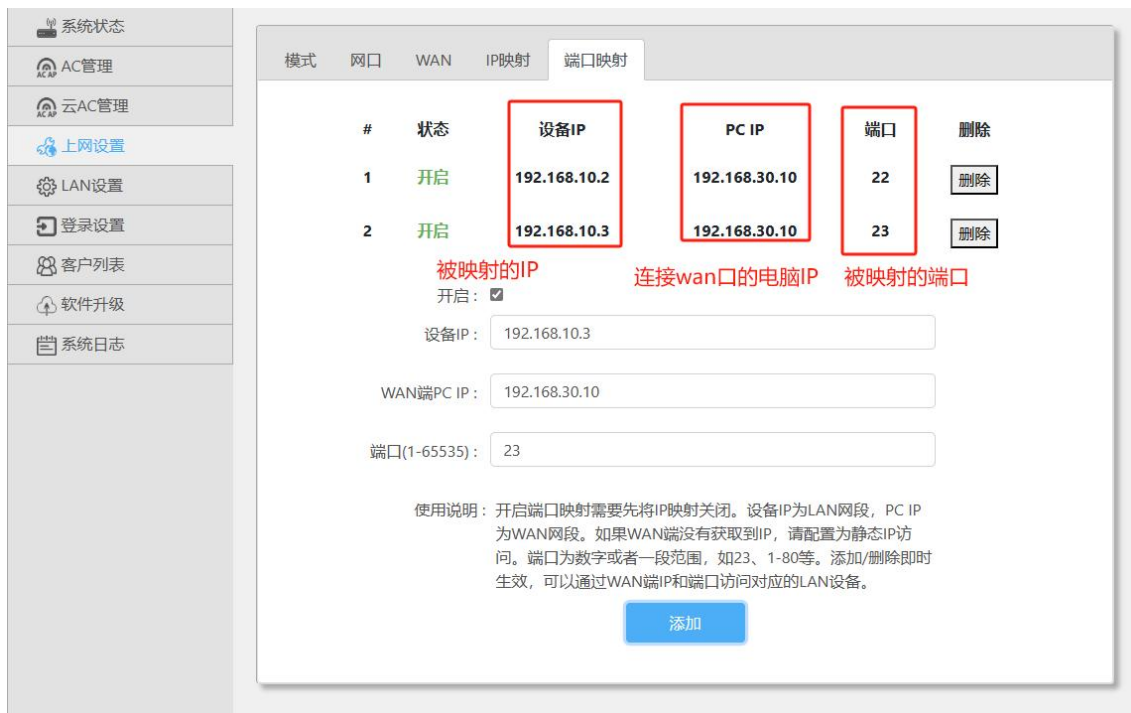 系统状态
AC管理
云AC管理
上网设置
LAN设置
登录设置
客户列表
软件升级
系统日志
模式 网口 WAN IP映射 端口映射
# 状态 设备IP PC IP 端口 删除
1 开启 192.168.10.2 192.168.30.10 22 删除
2 开启 192.168.10.3 192.168.30.10 23 删除
被映射的IP 连接wan口的电脑IP 被映射的端口
开启：
设备IP： 192.168.10.3
WAN端PC IP： 192.168.30.10
端口(1-65535)： 23
使用说明： 开启端口映射需要先将IP映射关闭。设备IP为LAN网段，PC IP
为WAN网段。如果WAN端没有获取到IP，请配置为静态IP访
问。端口为数字或者一段范围，如23、1-80等。添加/删除即时
生效，可以通过WAN端IP和端口访问对应的LAN设备。
添加